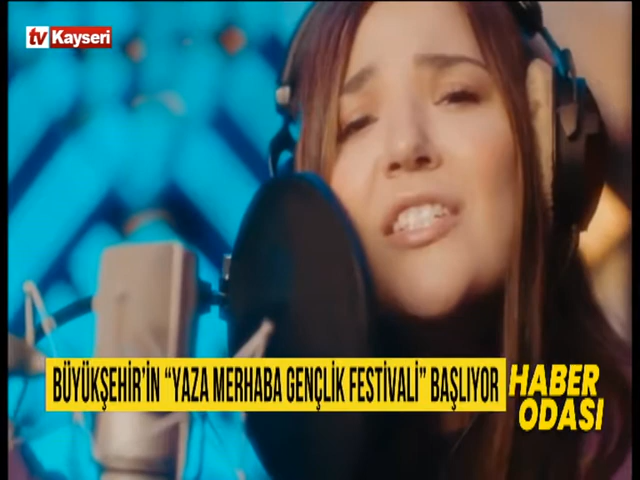 tv Kayseri
BÜYÜKŞEHİR'İN “YAZA MERHABA GENÇLİK FESTİVALİ” BAŞLIYOR
HABER
ODASI